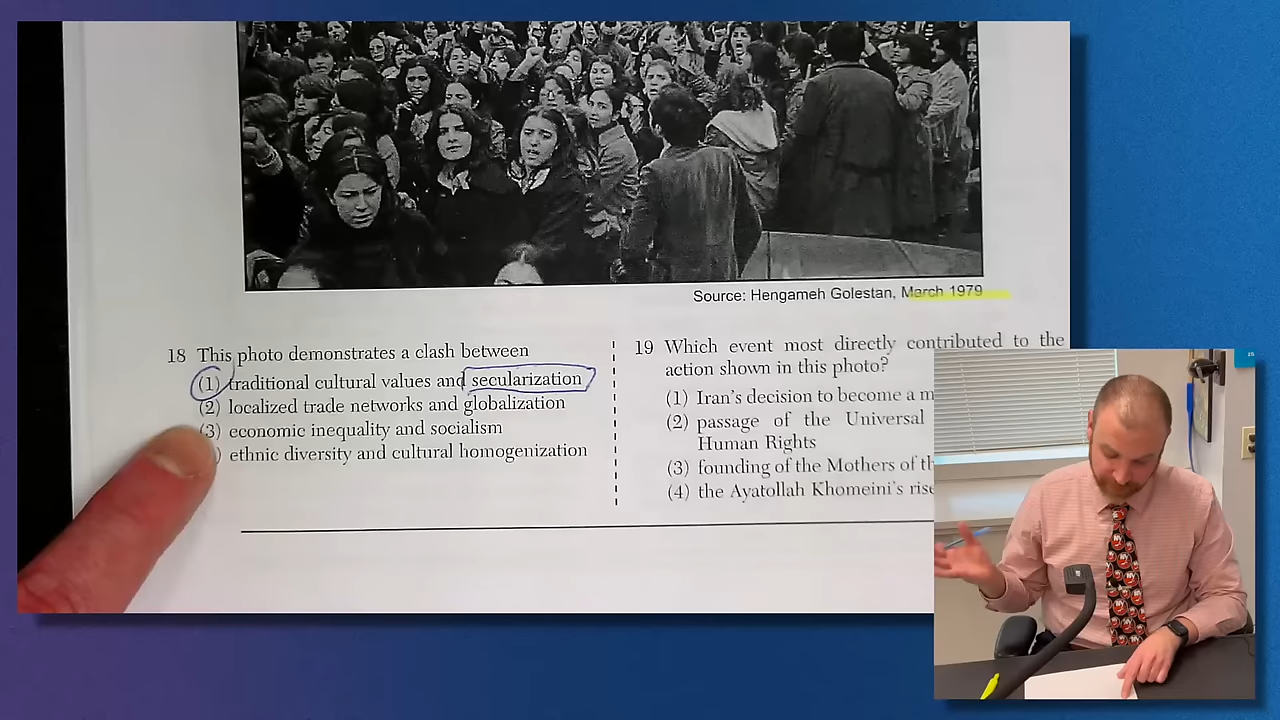 Source: Hengameh Golestan, March 1979
18 This photo demonstrates a clash between
(1) traditional cultural values and secularization
(2) localized trade networks and globalization
(3) economic inequality and socialism
) ethnic diversity and cultural homogenization
19 Which event most directly contributed to the
action shown in this photo?
(1) Iran's decision to become a m
(2) passage of the Universal
Human Rights
(3) founding of the Mothers of th
(4) the Ayatollah Khomeini's rise